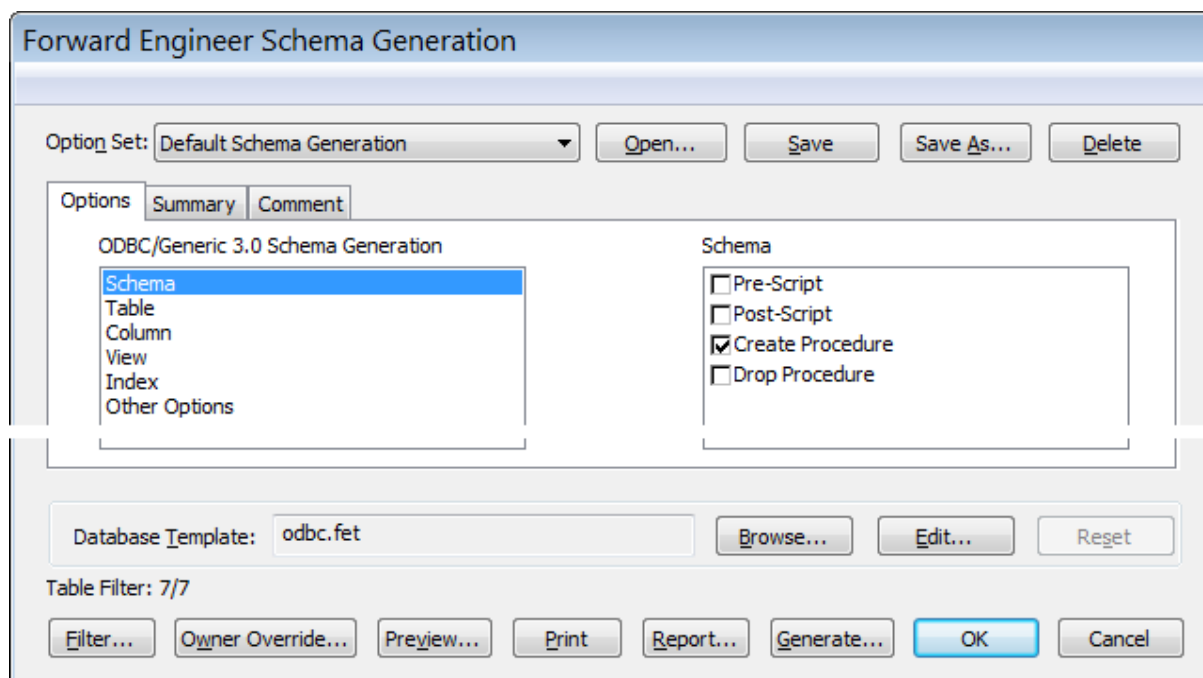 Forward Engineer Schema Generation
Option Set: Default Schema Generation Open... Save Save As... Delete
Options Summary Comment
ODBC/Generic 3.0 Schema Generation Schema
Schema Pre-Script
Table Post-Script
Column Create Procedure
View Drop Procedure
Index
Other Options
Database Template: odbc.fet Browse... Edit... Reset
Table Filter: 7/7
Filter... Owner Override... Preview... Print Report... Generate... OK Cancel